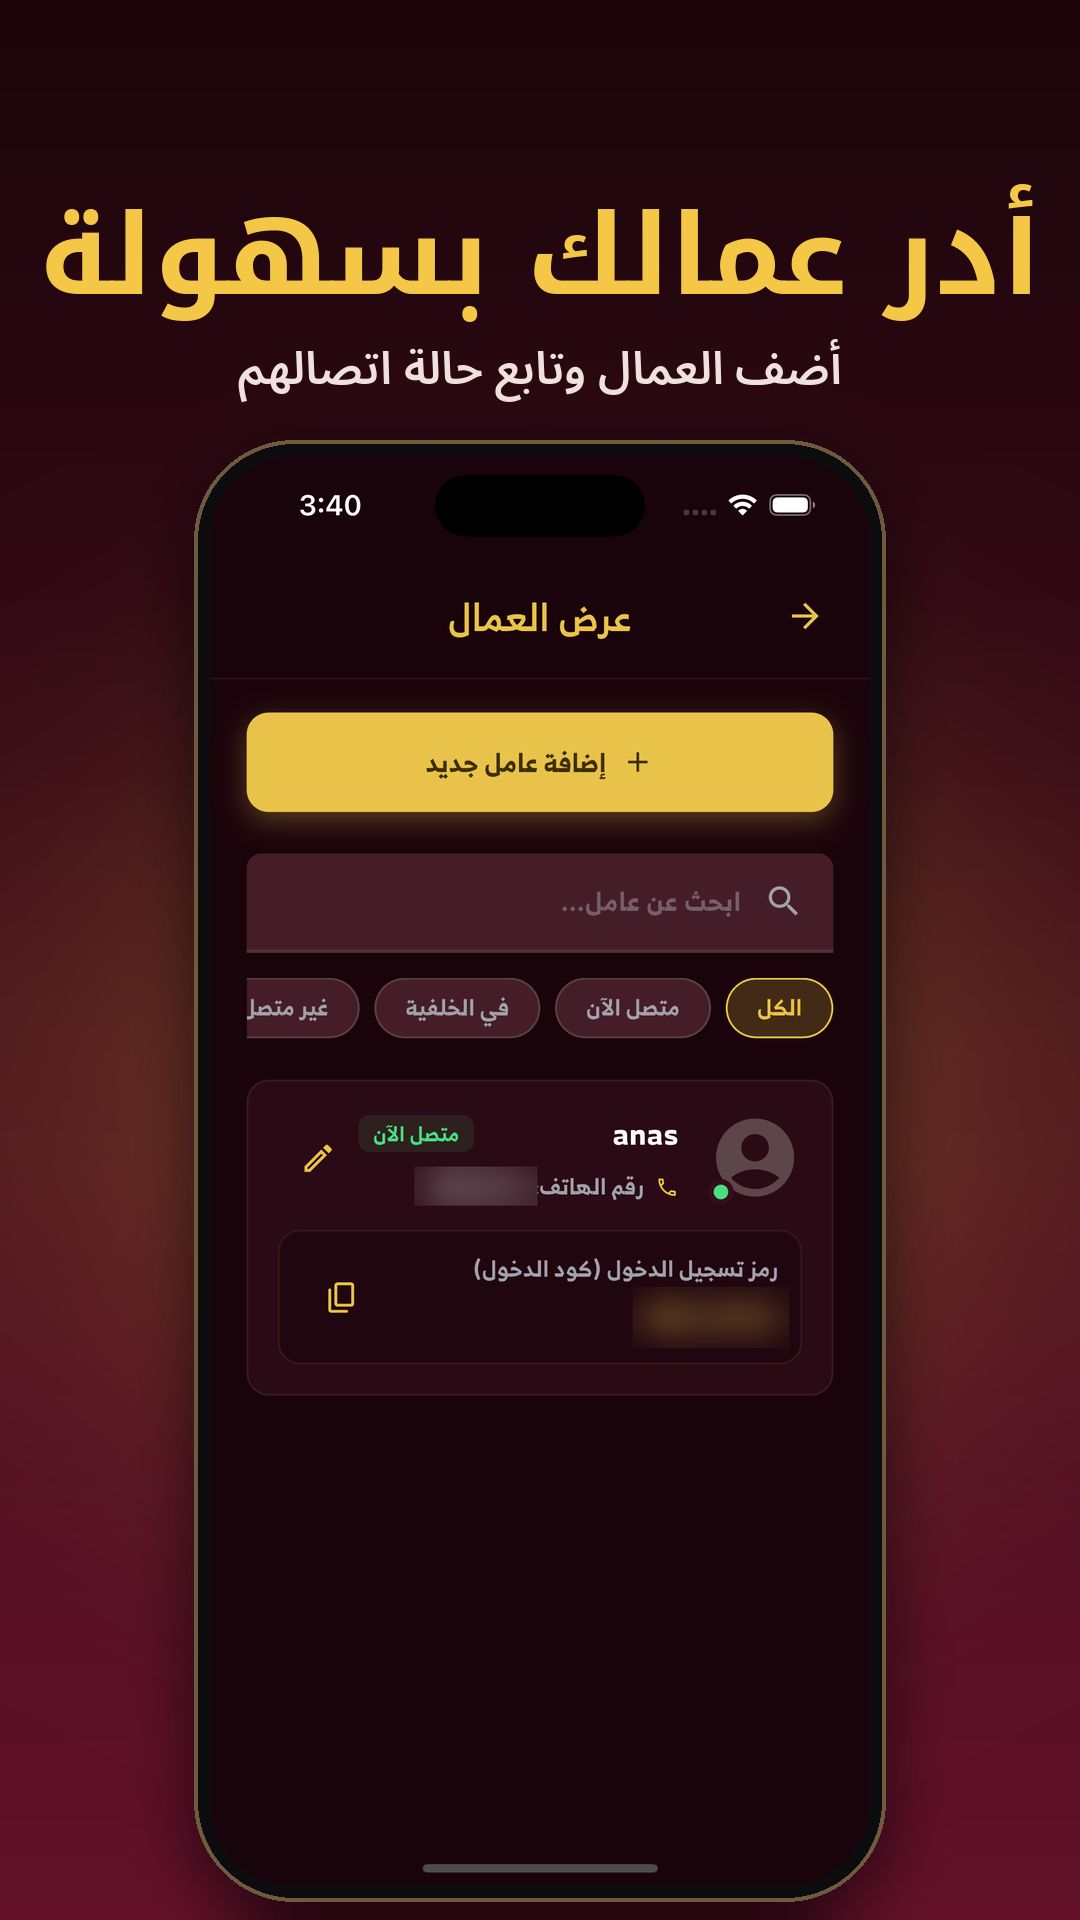 أدر عمالك بسهولة
أضف العمال وتابع حالة اتصالهم
3:40
عرض العمال
+ إضافة عامل جديد
ابحث عن عامل...
الكل متصل الآن في الخلفية غير متصل
anas متصل الآن
رقم الهاتف:
رمز تسجيل الدخول (كود الدخول)